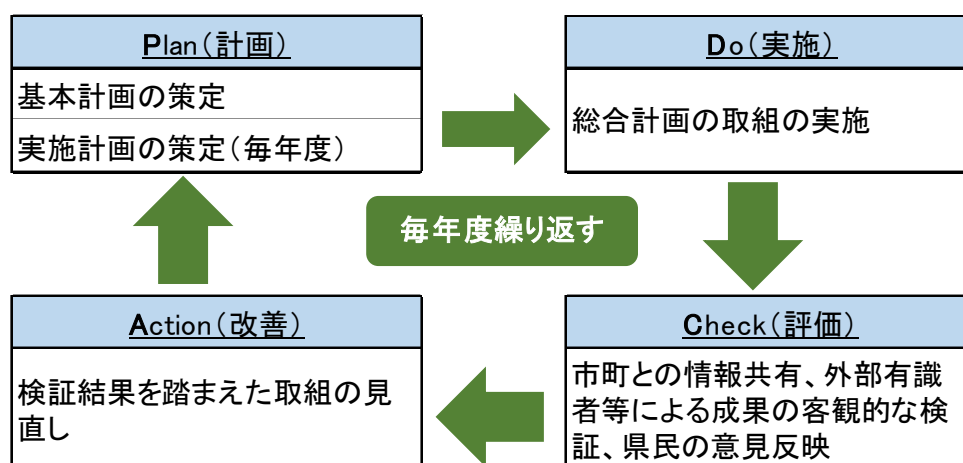 Plan(計画)
基本計画の策定
実施計画の策定(毎年度)
Do(実施)
総合計画の取組の実施
毎年度繰り返す
Action(改善)
検証結果を踏まえた取組の見
直し
Check(評価)
市町との情報共有、外部有識
者等による成果の客観的な検
証、県民の意見反映